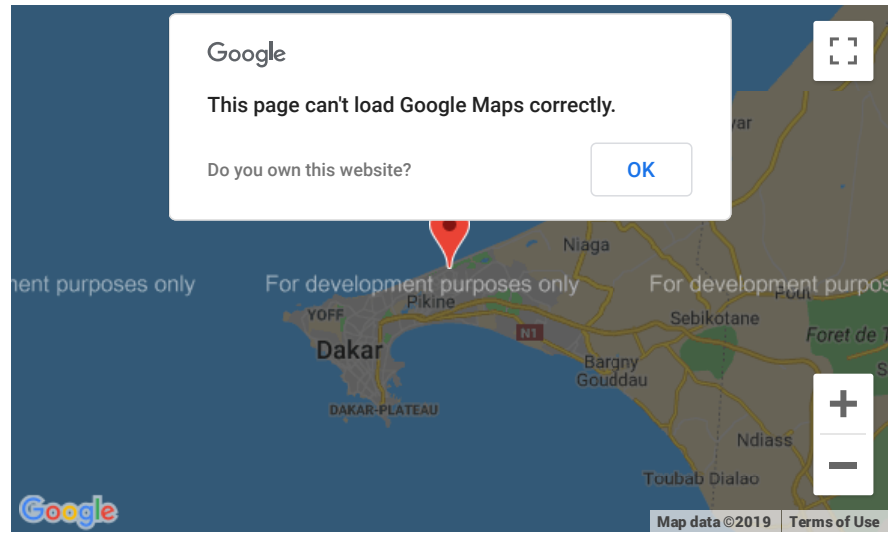 Google
This page can't load Google Maps correctly.
Do you own this website?
OK
yar
Niaga
nent purposes only
For development purposes only
For development purpos
Pout
Pikine
YOFF
Sebikotane
N1
Foret de T
Dakar
Bargny
Gouddau
S
DAKAR-PLATEAU
Ndiass
Toubab Dialao
Google
Map data ©2019
Terms of Use